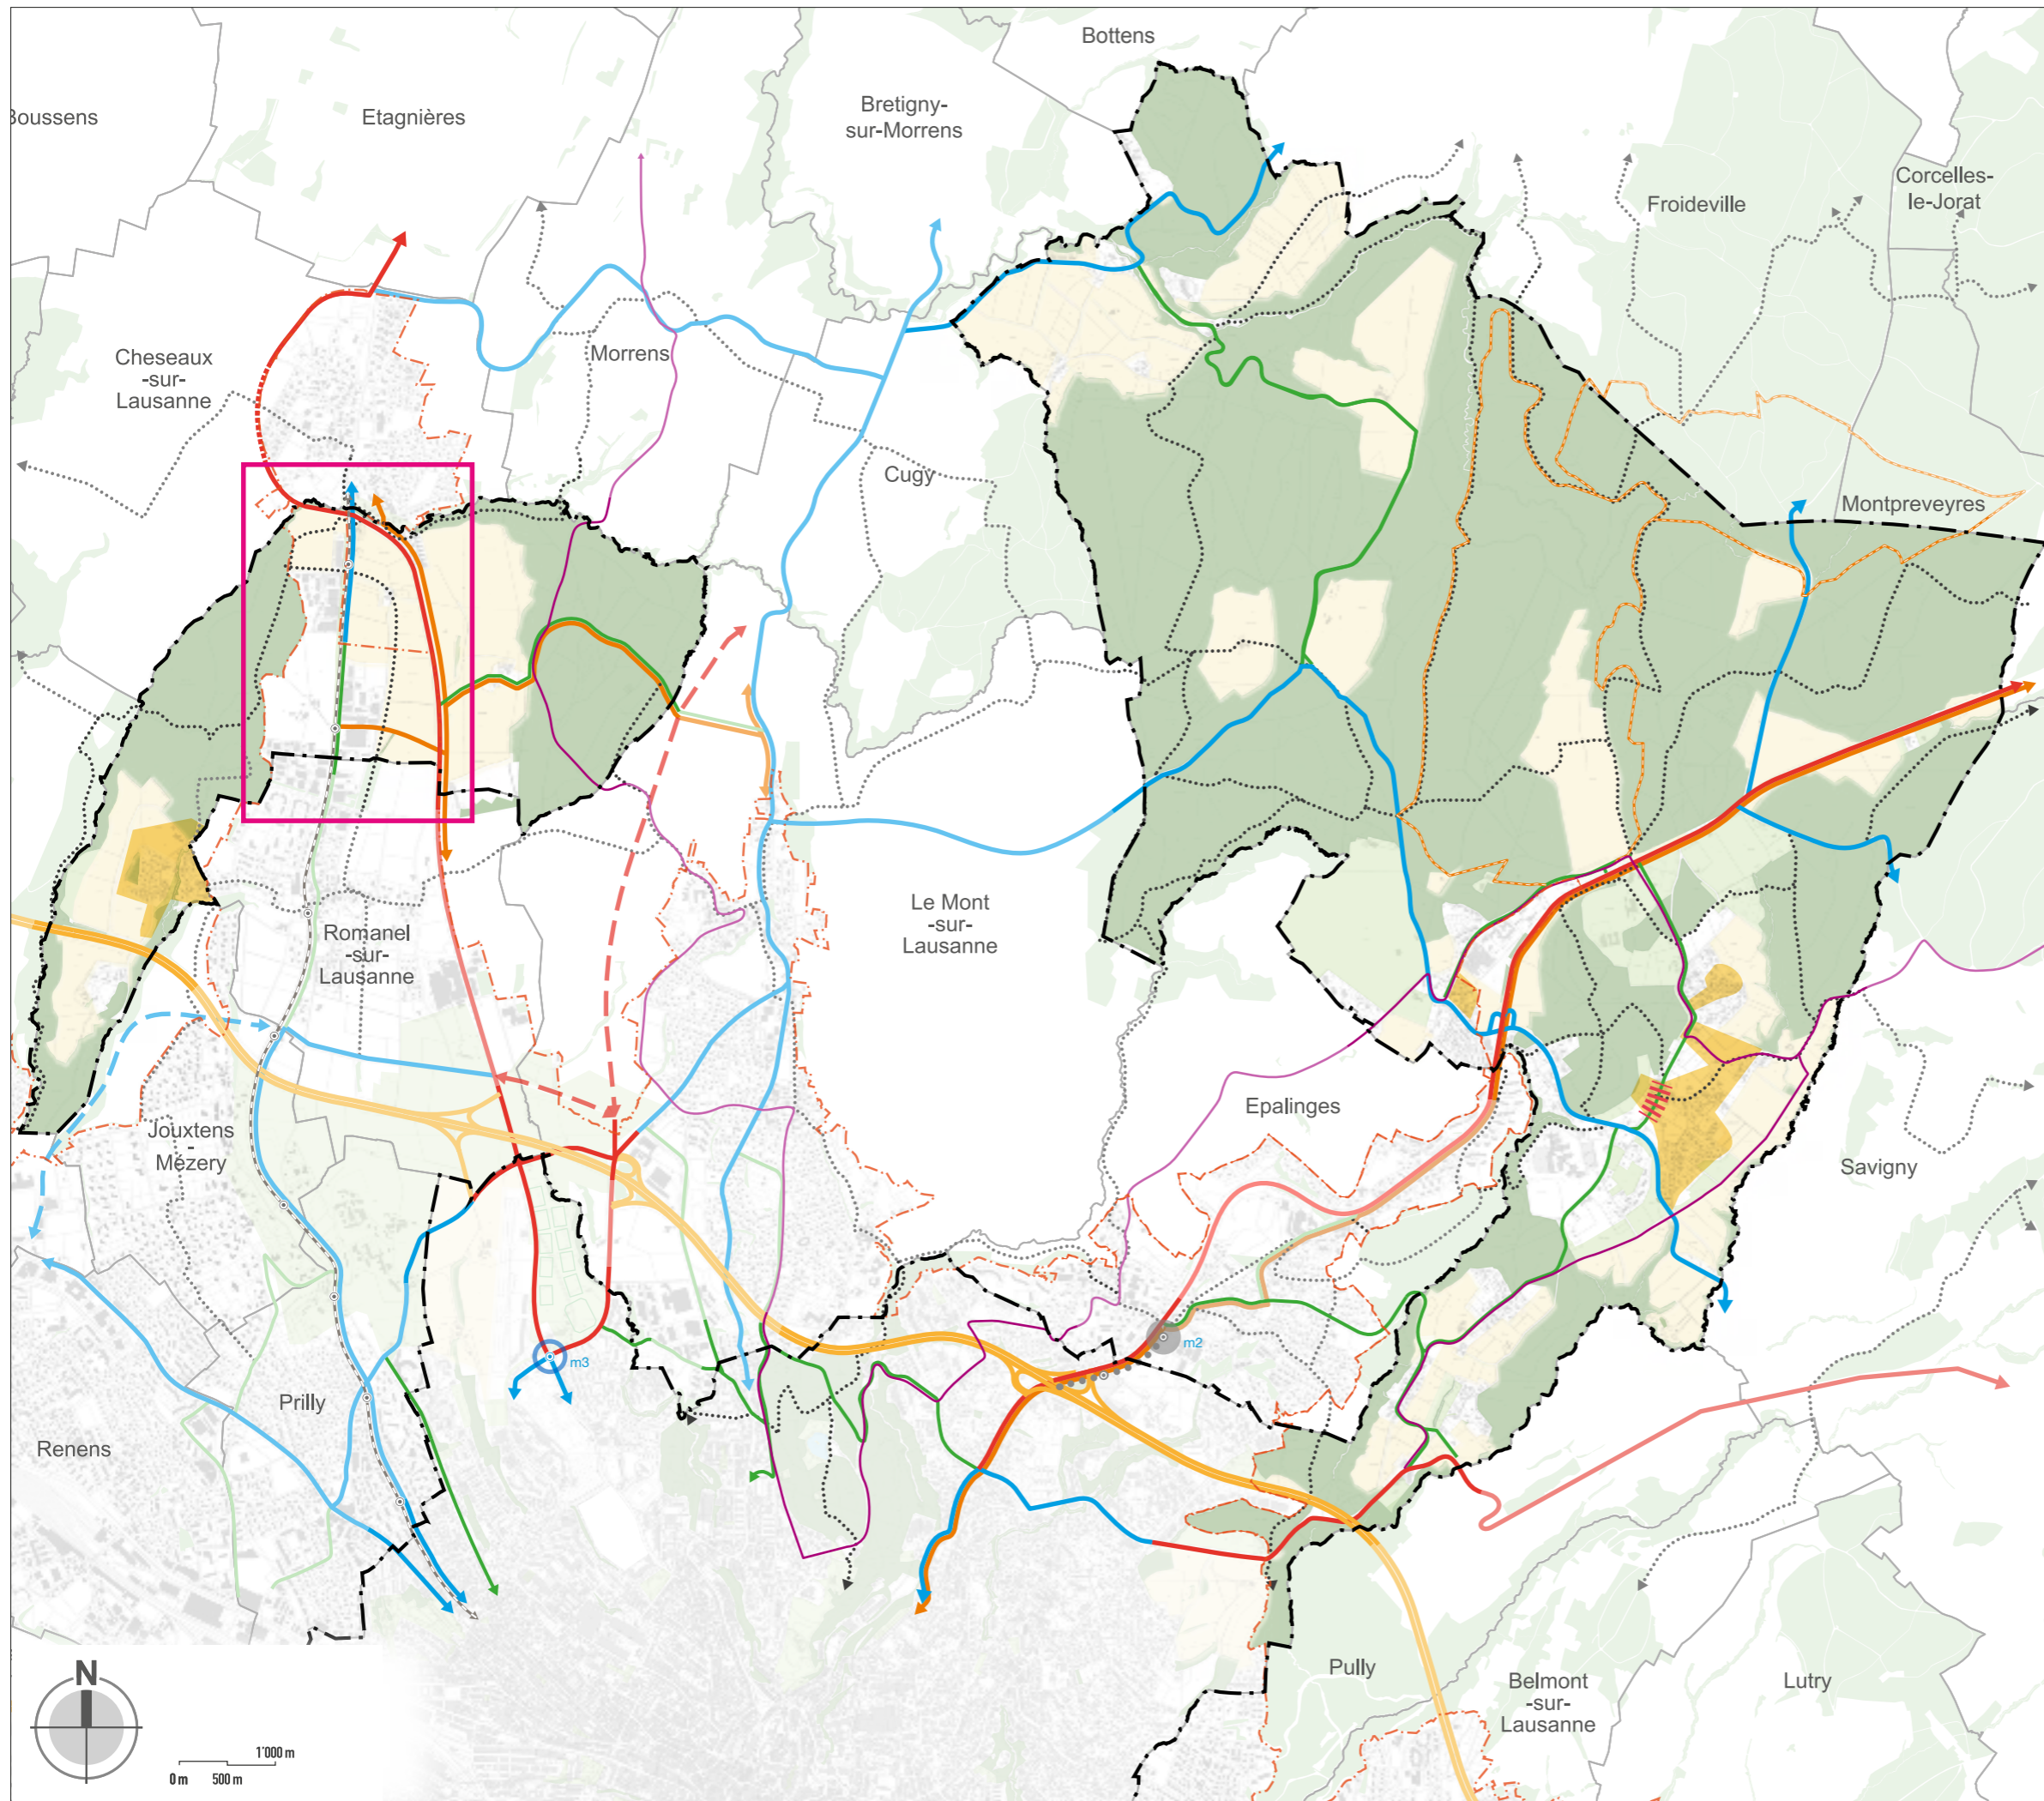 Bottens
Boussens
Etagnières
Bretigny-
sur-Morrens
Froideville
Corcelles-
le-Jorat
Cheseaux
-sur-
Lausanne
Morrens
Cugy
Montpreveyres
Le Mont
-sur-
Lausanne
Romanel
-sur-
Lausanne
Epalinges
Jouxtens
-
Mézery
Savigny
m3
m2
Prilly
Renens
Pully
Belmont
-sur-
Lausanne
Lutry
N
1'000 m
0 m
500 m